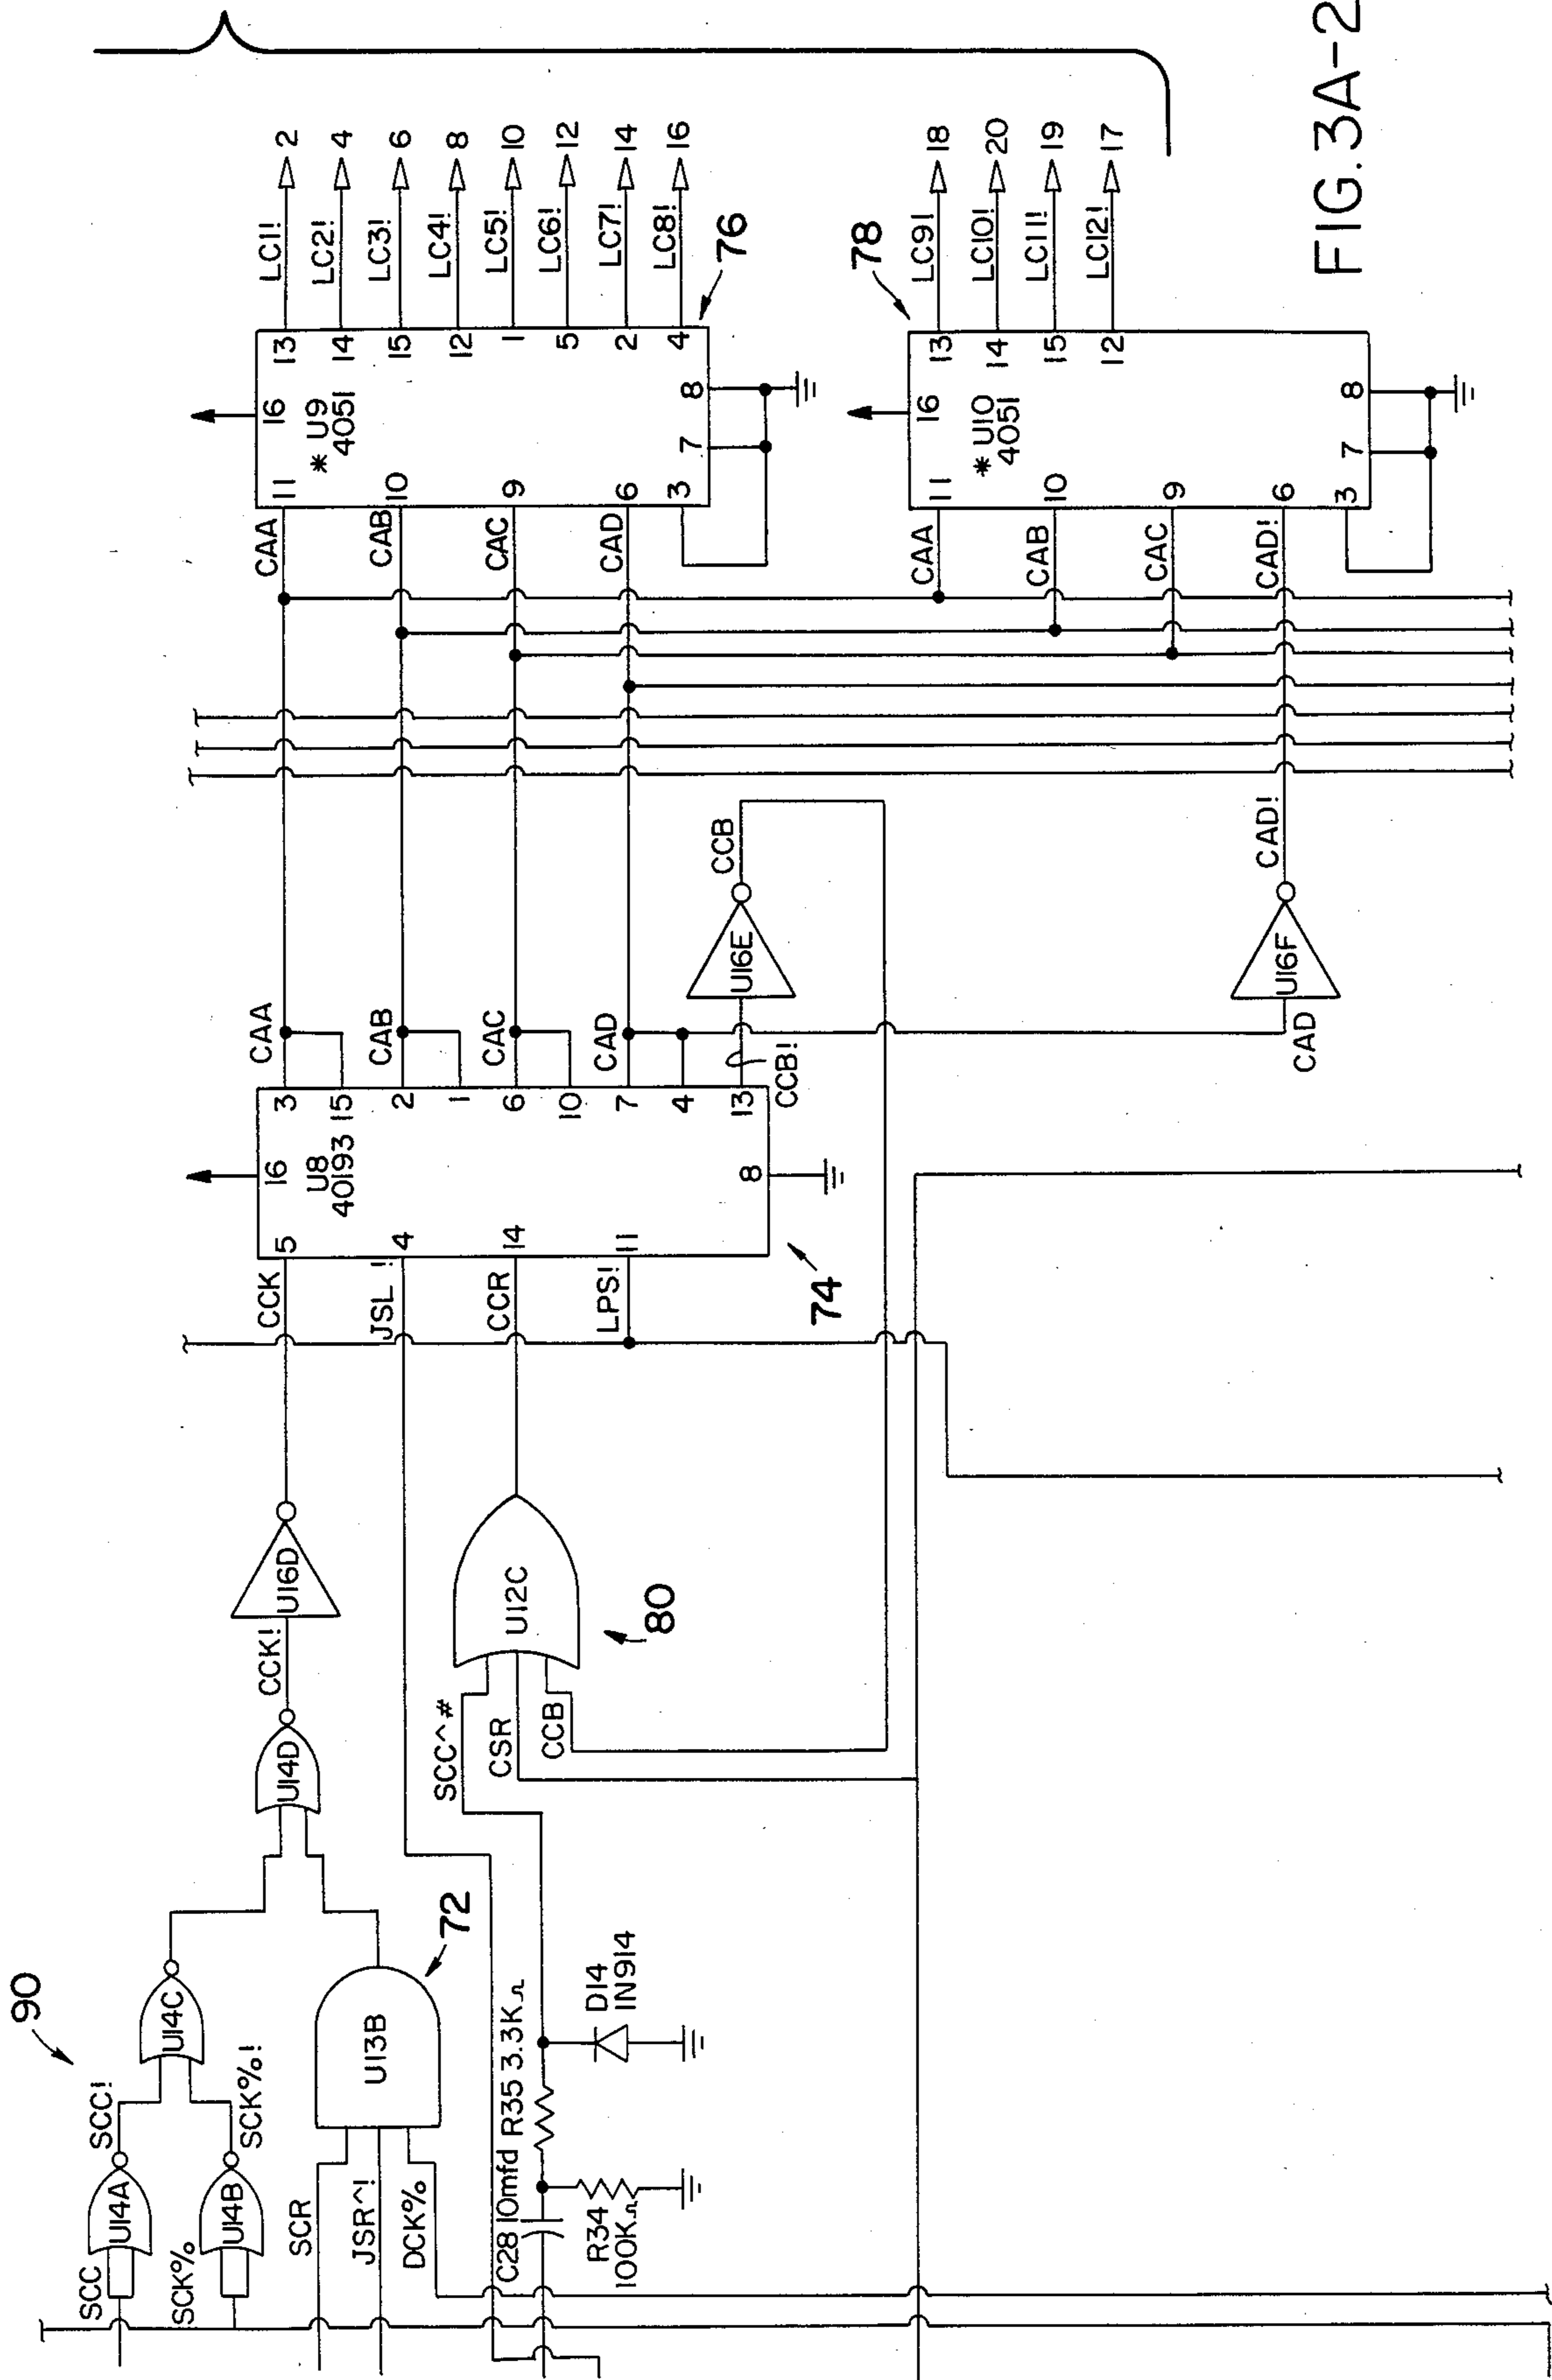 90
SCC
U14A
SCC!
SCK%
U14B
SCK%!
U14C
SCR
JSR^!
DCK%
U13B
72
U14D
CCK!
U16D
CCK
JSL !
C28 10mfd
R35 3.3KΩ
R34
100KΩ
D14
IN914
SCC^#
CSR
CCB
U12C
80
CCR
LPS!
5
4
14
11
16
U8
40193
8
74
3
15
2
1
6
10
7
4
13
CAA
CAB
CAC
CAD
CCB!
U16E
CCB
CAD
U16F
CAD!
CAA
CAB
CAC
CAD
11
10
9
6
3
16
* U9
4051
7
8
13
14
15
12
1
5
2
4
76
LC1! 2
LC2! 4
LC3! 6
LC4! 8
LC5! 10
LC6! 12
LC7! 14
LC8! 16
CAA
CAB
CAC
CAD!
11
10
9
6
3
16
* U10
4051
7
8
13
14
15
12
78
LC9! 18
LC10! 20
LC11! 19
LC12! 17
FIG.3A-2